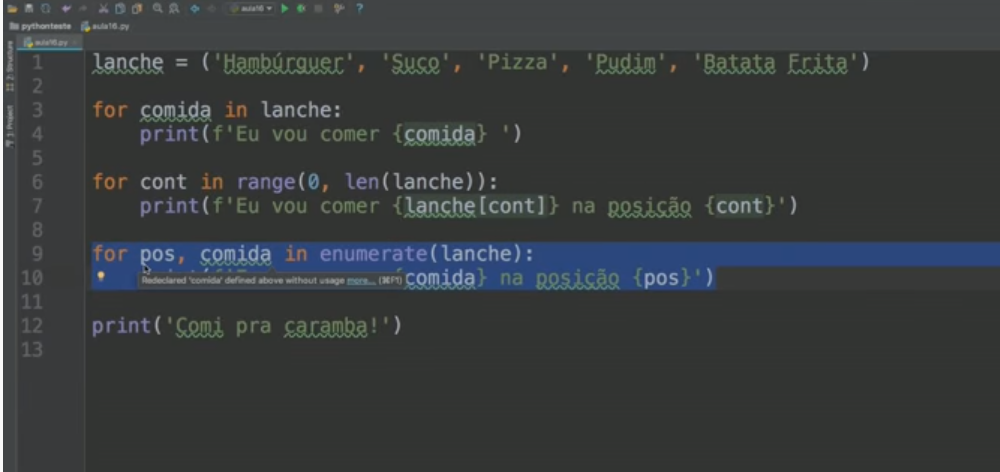 aula16
pythonteste aula16.py
aula16.py
2: Structure
1: Project
1 lanche = ('Hambúrguer', 'Suco', 'Pizza', 'Pudim', 'Batata Frita')
2
3 for comida in lanche:
4 print(f'Eu vou comer {comida} ')
5
6 for cont in range(0, len(lanche)):
7 print(f'Eu vou comer {lanche[cont]} na posição {cont}')
8
9 for pos, comida in enumerate(lanche):
10 {comida} na posição {pos}')
Redeclared 'comida' defined above without usage more... (⌘F1)
11
12 print('Comi pra caramba!')
13